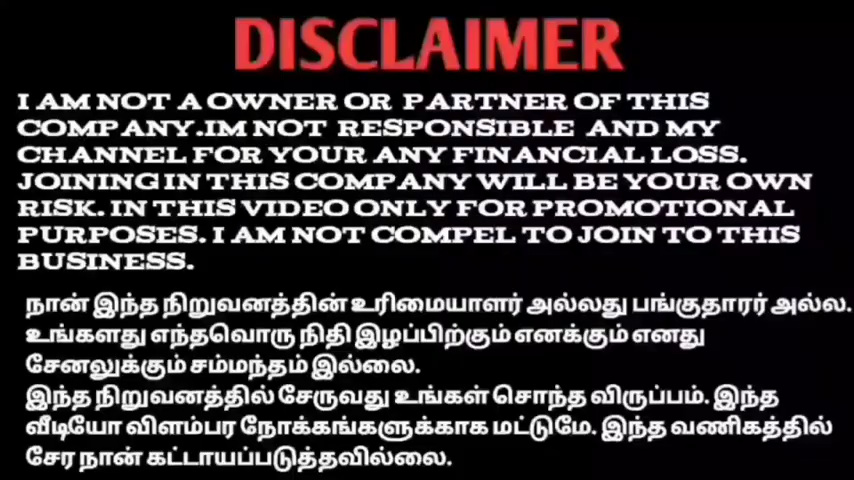 DISCLAIMER
I AM NOT A OWNER OR PARTNER OF THIS
COMPANY.IM NOT RESPONSIBLE AND MY
CHANNEL FOR YOUR ANY FINANCIAL LOSS.
JOINING IN THIS COMPANY WILL BE YOUR OWN
RISK. IN THIS VIDEO ONLY FOR PROMOTIONAL
PURPOSES. I AM NOT COMPEL TO JOIN TO THIS
BUSINESS.
நான் இந்த நிறுவனத்தின் உரிமையாளர் அல்லது பங்குதாரர் அல்ல.
உங்களது எந்தவொரு நிதி இழப்பிற்கும் எனக்கும் எனது
சேனலுக்கும் சம்மந்தம் இல்லை.
இந்த நிறுவனத்தில் சேருவது உங்கள் சொந்த விருப்பம். இந்த
வீடியோ விளம்பர நோக்கங்களுக்காக மட்டுமே. இந்த வணிகத்தில்
சேர நான் கட்டாயப்படுத்தவில்லை.